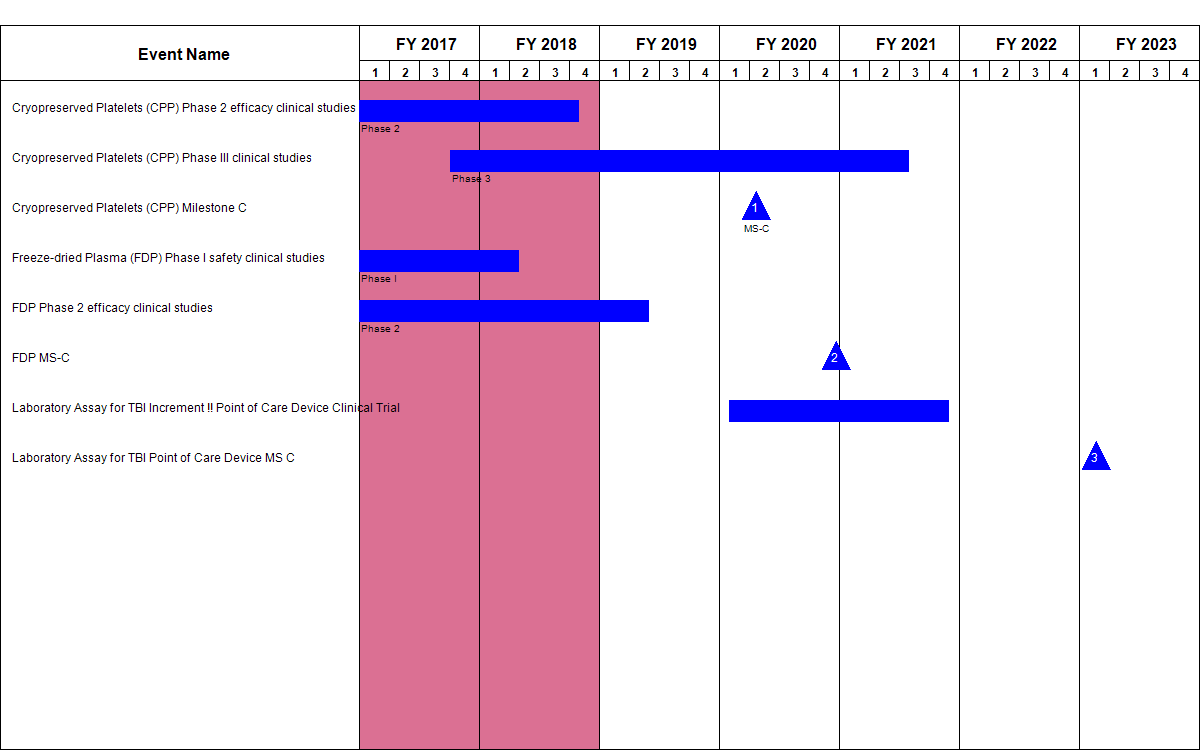 Event Name
FY 2017 FY 2018 FY 2019 FY 2020 FY 2021 FY 2022 FY 2023
1 2 3 4 1 2 3 4 1 2 3 4 1 2 3 4 1 2 3 4 1 2 3 4 1 2 3 4
Cryopreserved Platelets (CPP) Phase 2 efficacy clinical studies
Phase 2
Cryopreserved Platelets (CPP) Phase III clinical studies
Phase 3
Cryopreserved Platelets (CPP) Milestone C
1
MS-C
Freeze-dried Plasma (FDP) Phase I safety clinical studies
Phase I
FDP Phase 2 efficacy clinical studies
Phase 2
FDP MS-C
2
Laboratory Assay for TBI Increment !! Point of Care Device Clinical Trial
Laboratory Assay for TBI Point of Care Device MS C
3